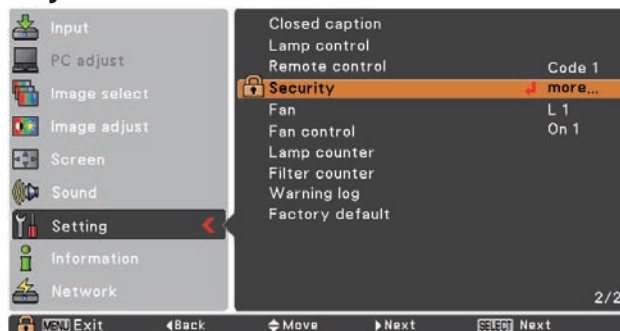 Input
PC adjust
Image select
Image adjust
Screen
Sound
Setting
Information
Network
Closed caption
Lamp control
Remote control Code 1
Security more...
Fan L 1
Fan control On 1
Lamp counter
Filter counter
Warning log
Factory default
2/2
MENU Exit Back Move Next SELECT Next